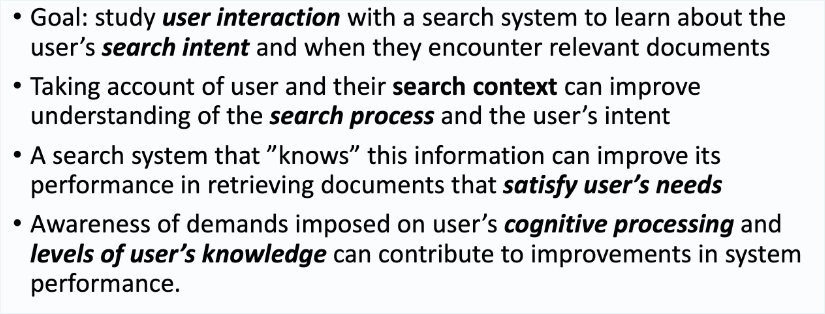 • Goal: study user interaction with a search system to learn about the
user’s search intent and when they encounter relevant documents
• Taking account of user and their search context can improve
understanding of the search process and the user’s intent
• A search system that ”knows” this information can improve its
performance in retrieving documents that satisfy user’s needs
• Awareness of demands imposed on user’s cognitive processing and
levels of user’s knowledge can contribute to improvements in system
performance.